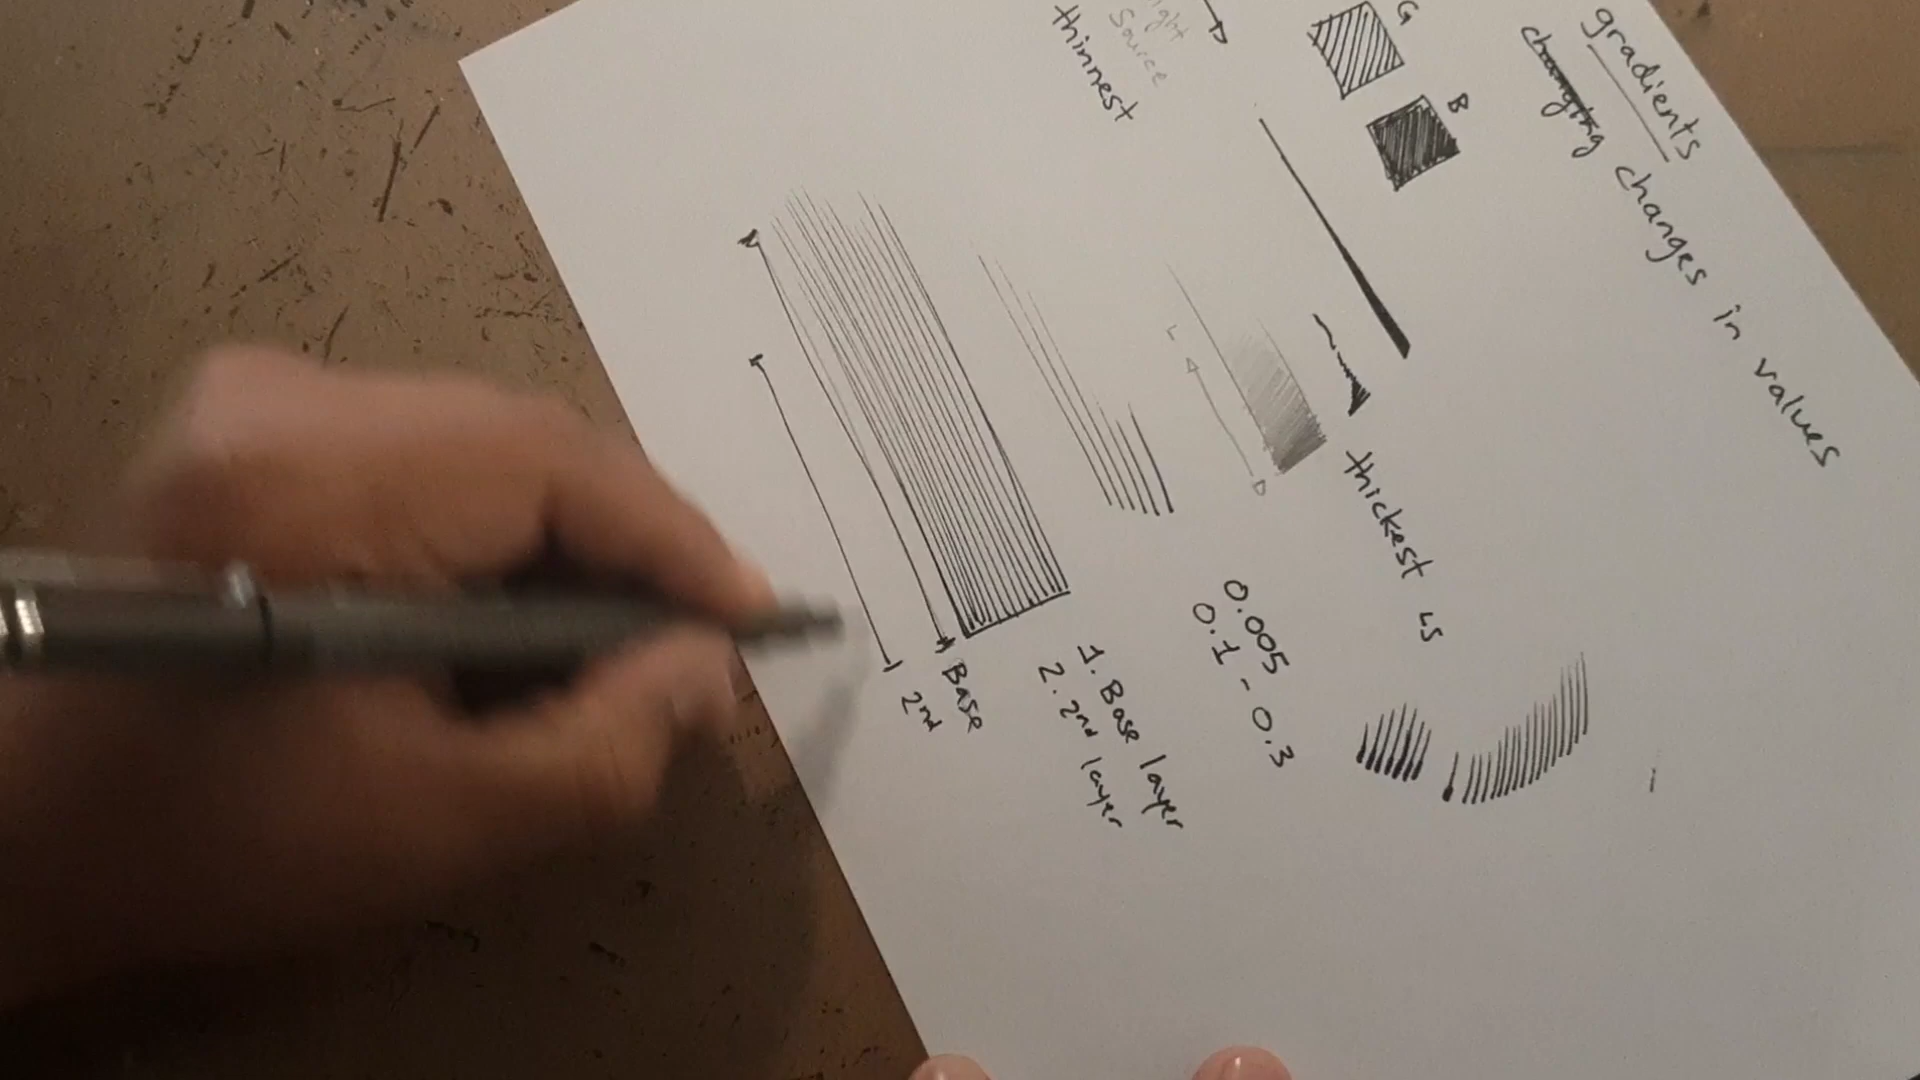 gradients
changing changes in values
G
B
Source
thinnest
thickest LS
L
0.005
0.1 - 0.3
1. Base layer
2. 2nd layer
Base
2nd